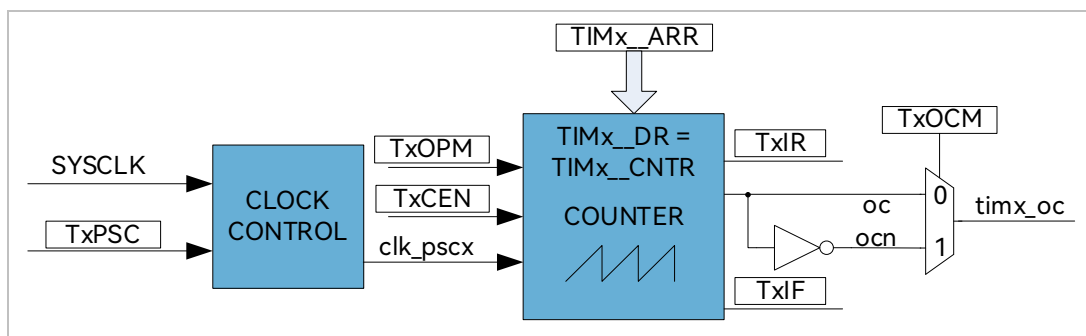 TIMx__ARR
TxOCM
TIMx__DR =
TIMx__CNTR
TxOPM
TxIR
SYSCLK
CLOCK
CONTROL
TxCEN
COUNTER
oc
0
timx_oc
TxPSC
clk_pscx
ocn
1
TxIF